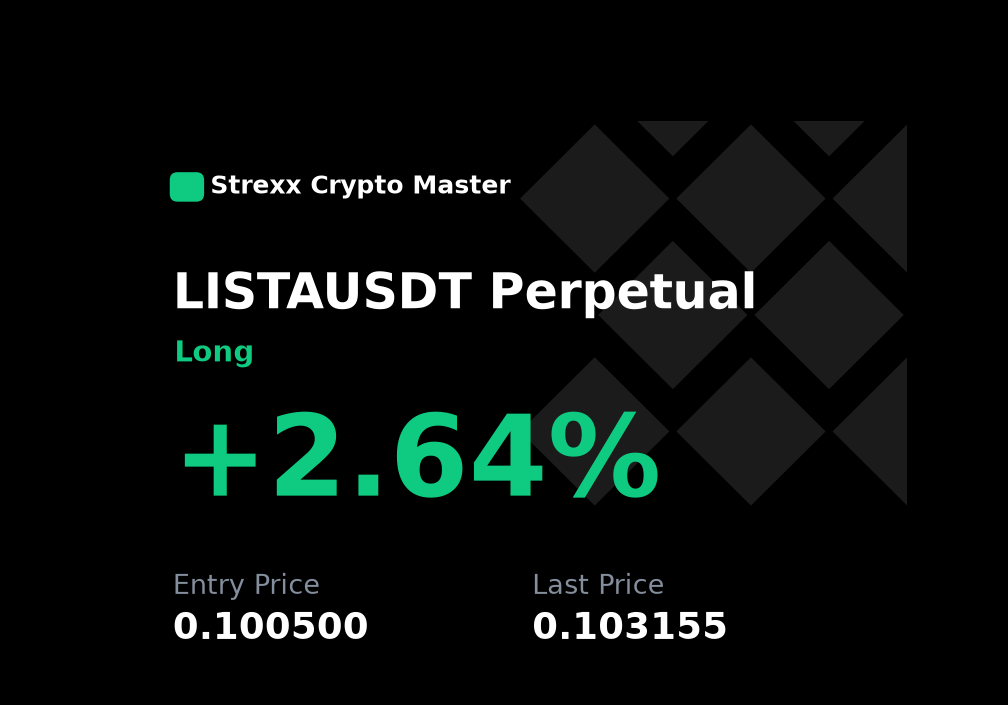 Strexx Crypto Master
LISTAUSDT Perpetual
Long
+2.64%
Entry Price Last Price
0.100500 0.103155